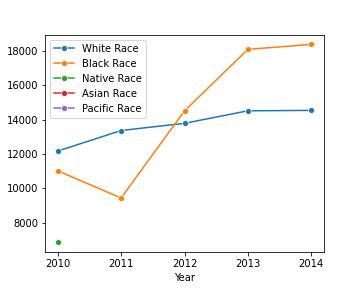 18000
16000
14000
12000
10000
8000
White Race
Black Race
Native Race
Asian Race
Pacific Race
2010 2011 2012 2013 2014
Year